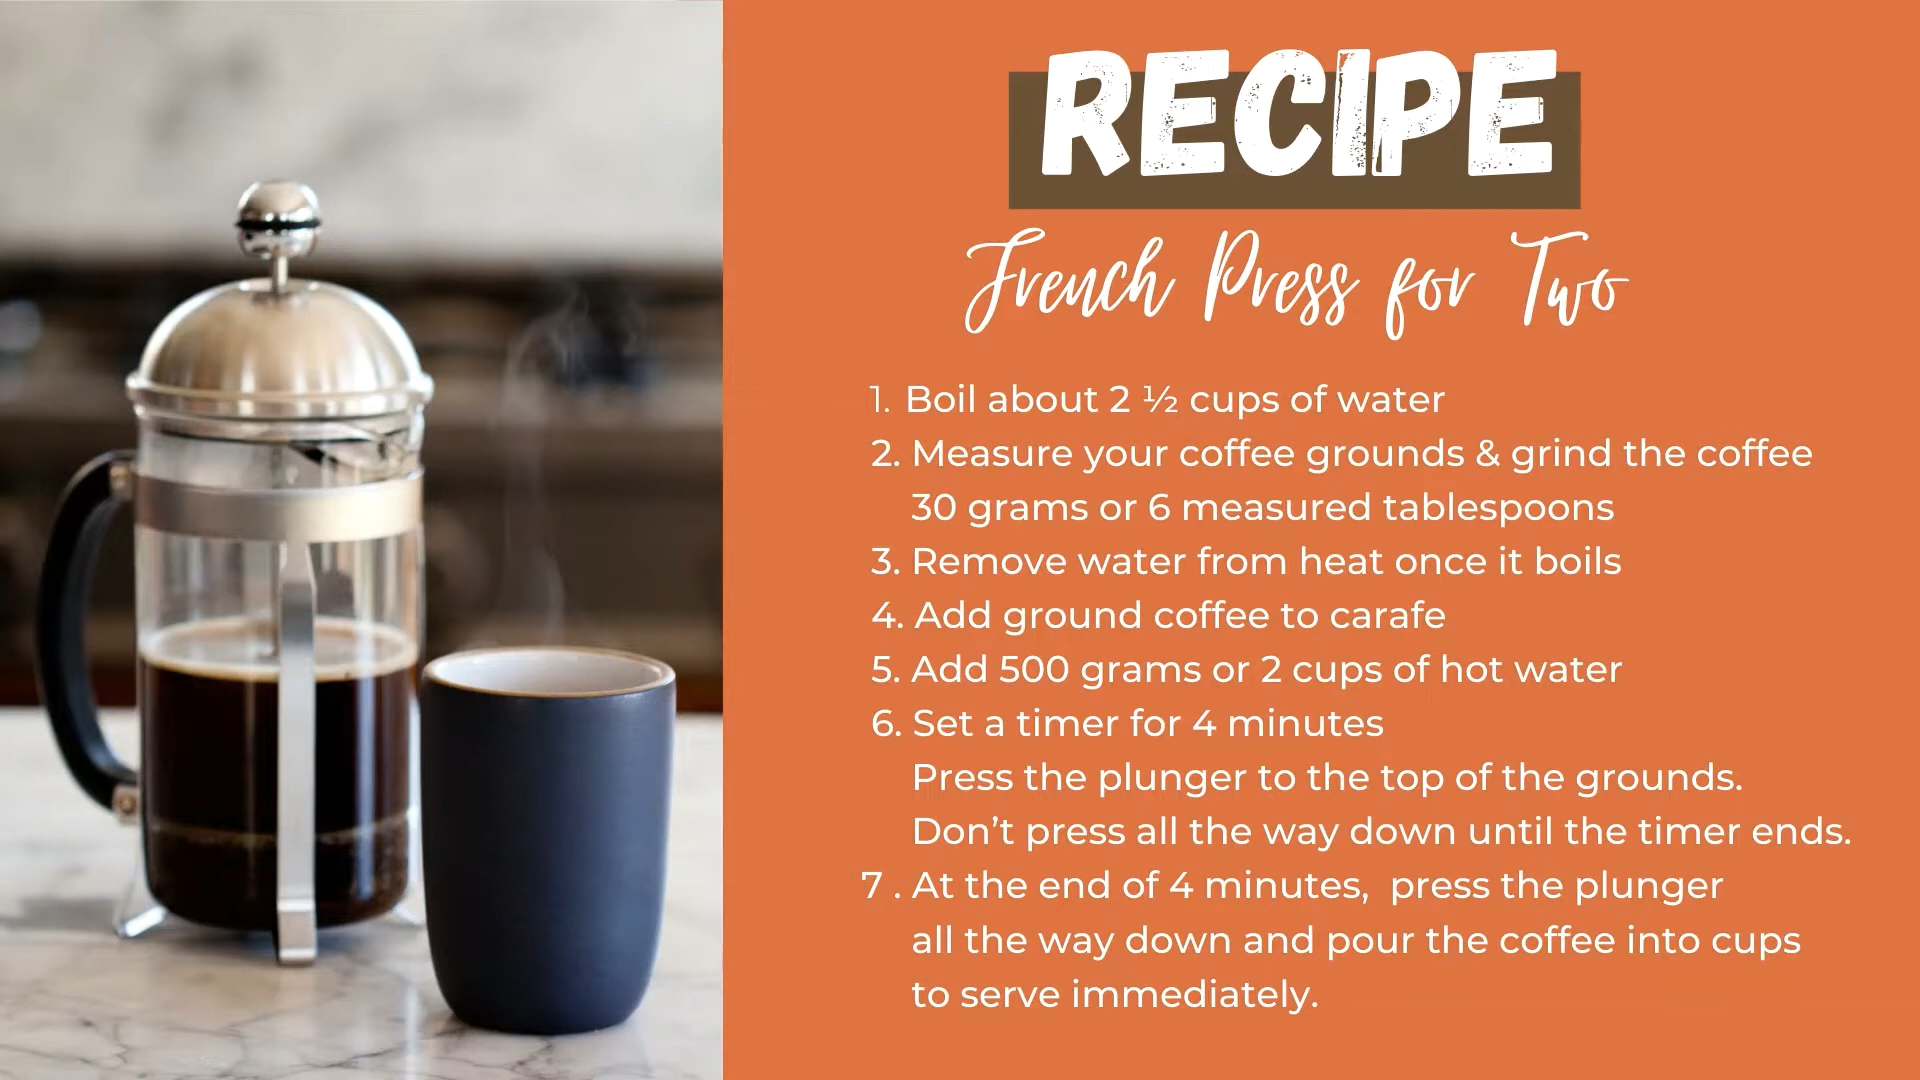 RECIPE
French Press for Two
1. Boil about 2 ½ cups of water
2. Measure your coffee grounds & grind the coffee
30 grams or 6 measured tablespoons
3. Remove water from heat once it boils
4. Add ground coffee to carafe
5. Add 500 grams or 2 cups of hot water
6. Set a timer for 4 minutes
Press the plunger to the top of the grounds.
Don’t press all the way down until the timer ends.
7 . At the end of 4 minutes,  press the plunger
all the way down and pour the coffee into cups
to serve immediately.